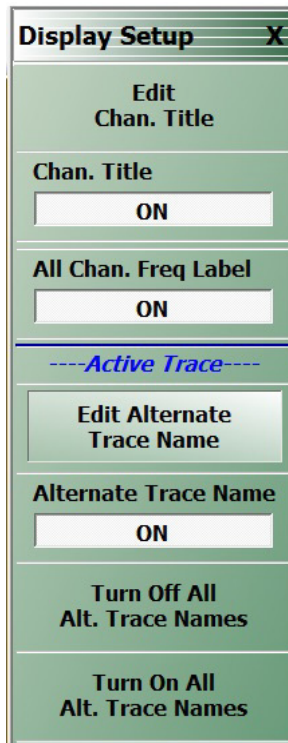 Display Setup X
Edit
Chan. Title
Chan. Title
ON
All Chan. Freq Label
ON
----Active Trace----
Edit Alternate
Trace Name
Alternate Trace Name
ON
Turn Off All
Alt. Trace Names
Turn On All
Alt. Trace Names